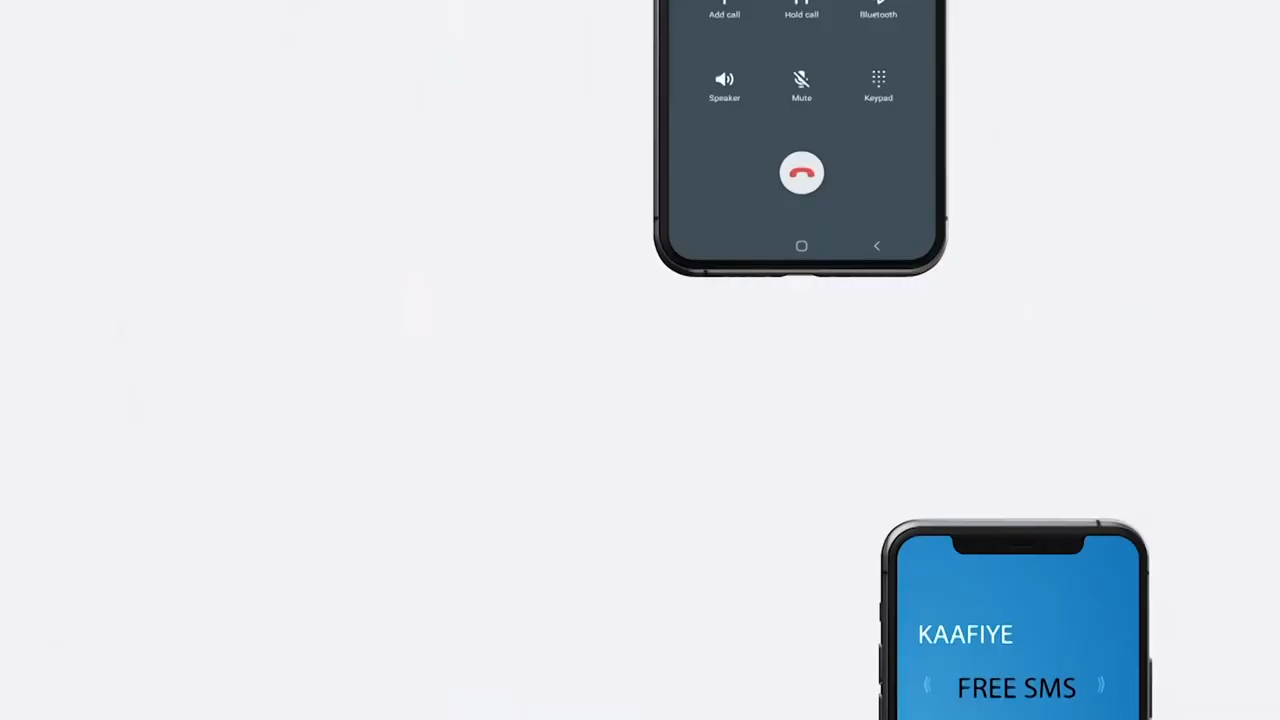 Add call Hold call Bluetooth
Speaker Mute Keypad
KAAFIYE
FREE SMS